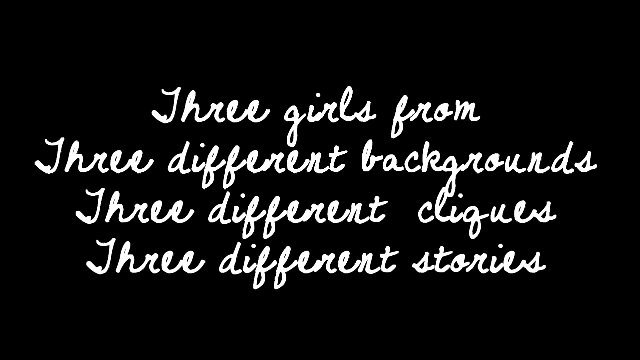 Three girls from
Three different backgrounds
Three different cliques
Three different stories